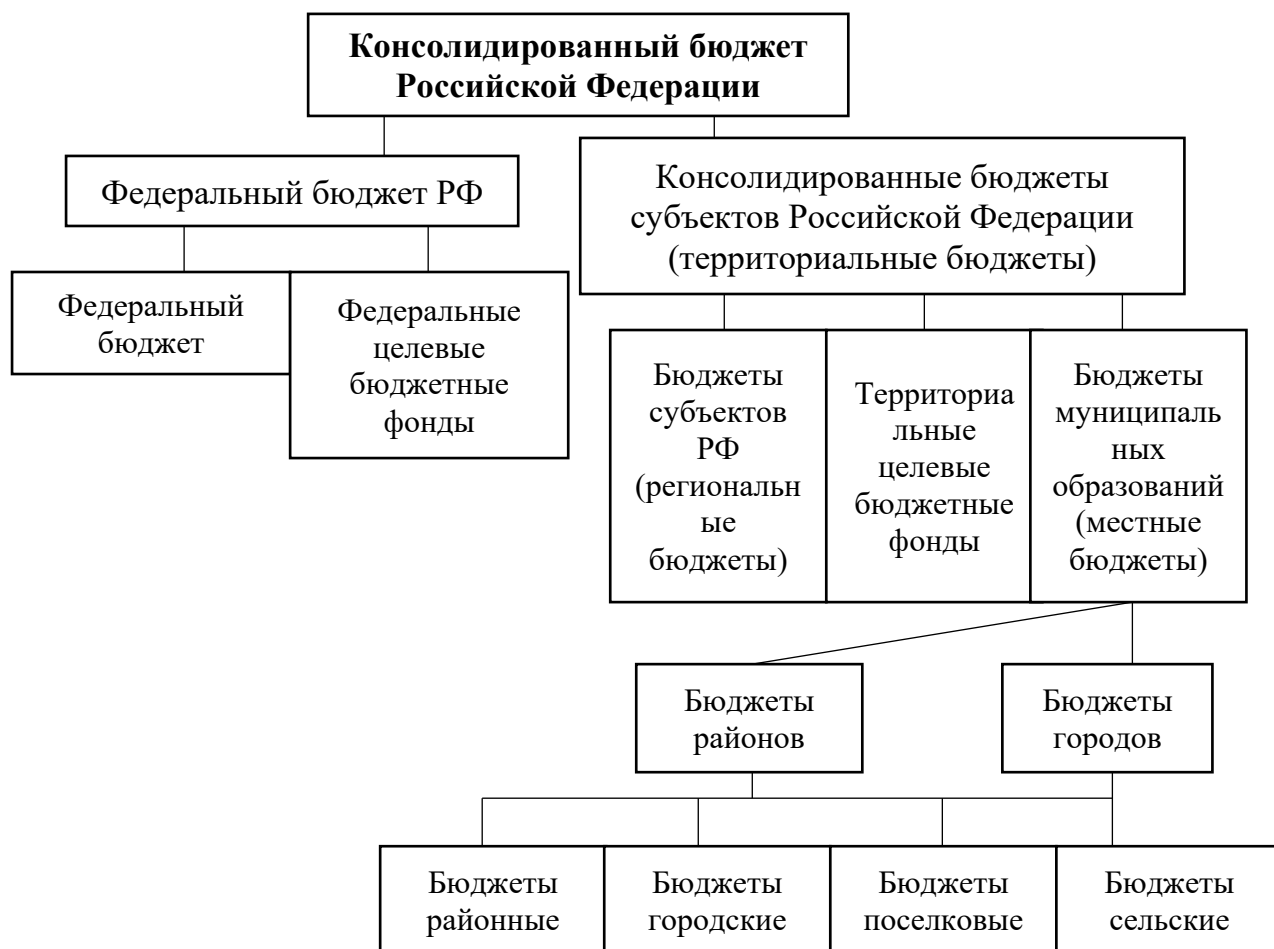 Консолидированный бюджет
Российской Федерации
Федеральный бюджет РФ
Консолидированные бюджеты
субъектов Российской Федерации
(территориальные бюджеты)
Федеральный
бюджет
Федеральные
целевые
бюджетные
фонды
Бюджеты
субъектов
РФ
(региональн
ые
бюджеты)
Территориа
льные
целевые
бюджетные
фонды
Бюджеты
муниципаль
ных
образований
(местные
бюджеты)
Бюджеты
районов
Бюджеты
городов
Бюджеты
районные
Бюджеты
городские
Бюджеты
поселковые
Бюджеты
сельские